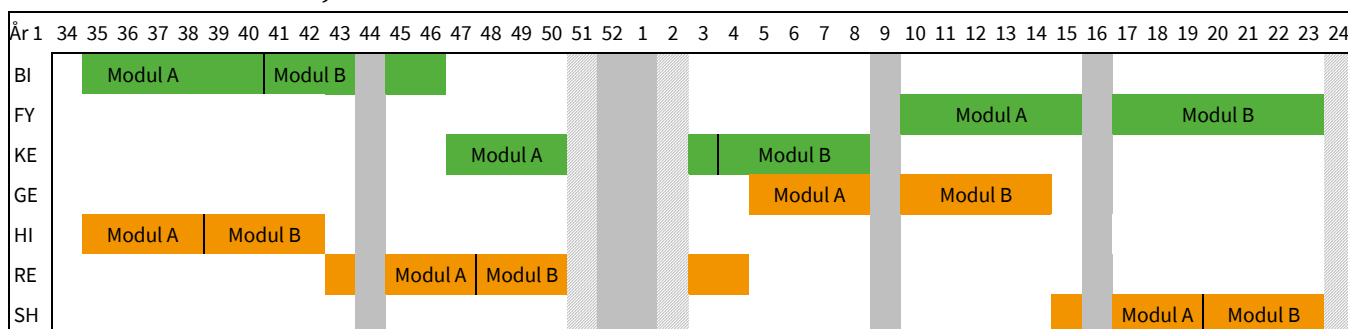 År 1 34 35 36 37 38 39 40 41 42 43 44 45 46 47 48 49 50 51 52 1 2 3 4 5 6 7 8 9 10 11 12 13 14 15 16 17 18 19 20 21 22 23 24
BI Modul A Modul B
FY Modul A Modul B
KE Modul A Modul B
GE Modul A Modul B
HI Modul A Modul B
RE Modul A Modul B
SH Modul A Modul B